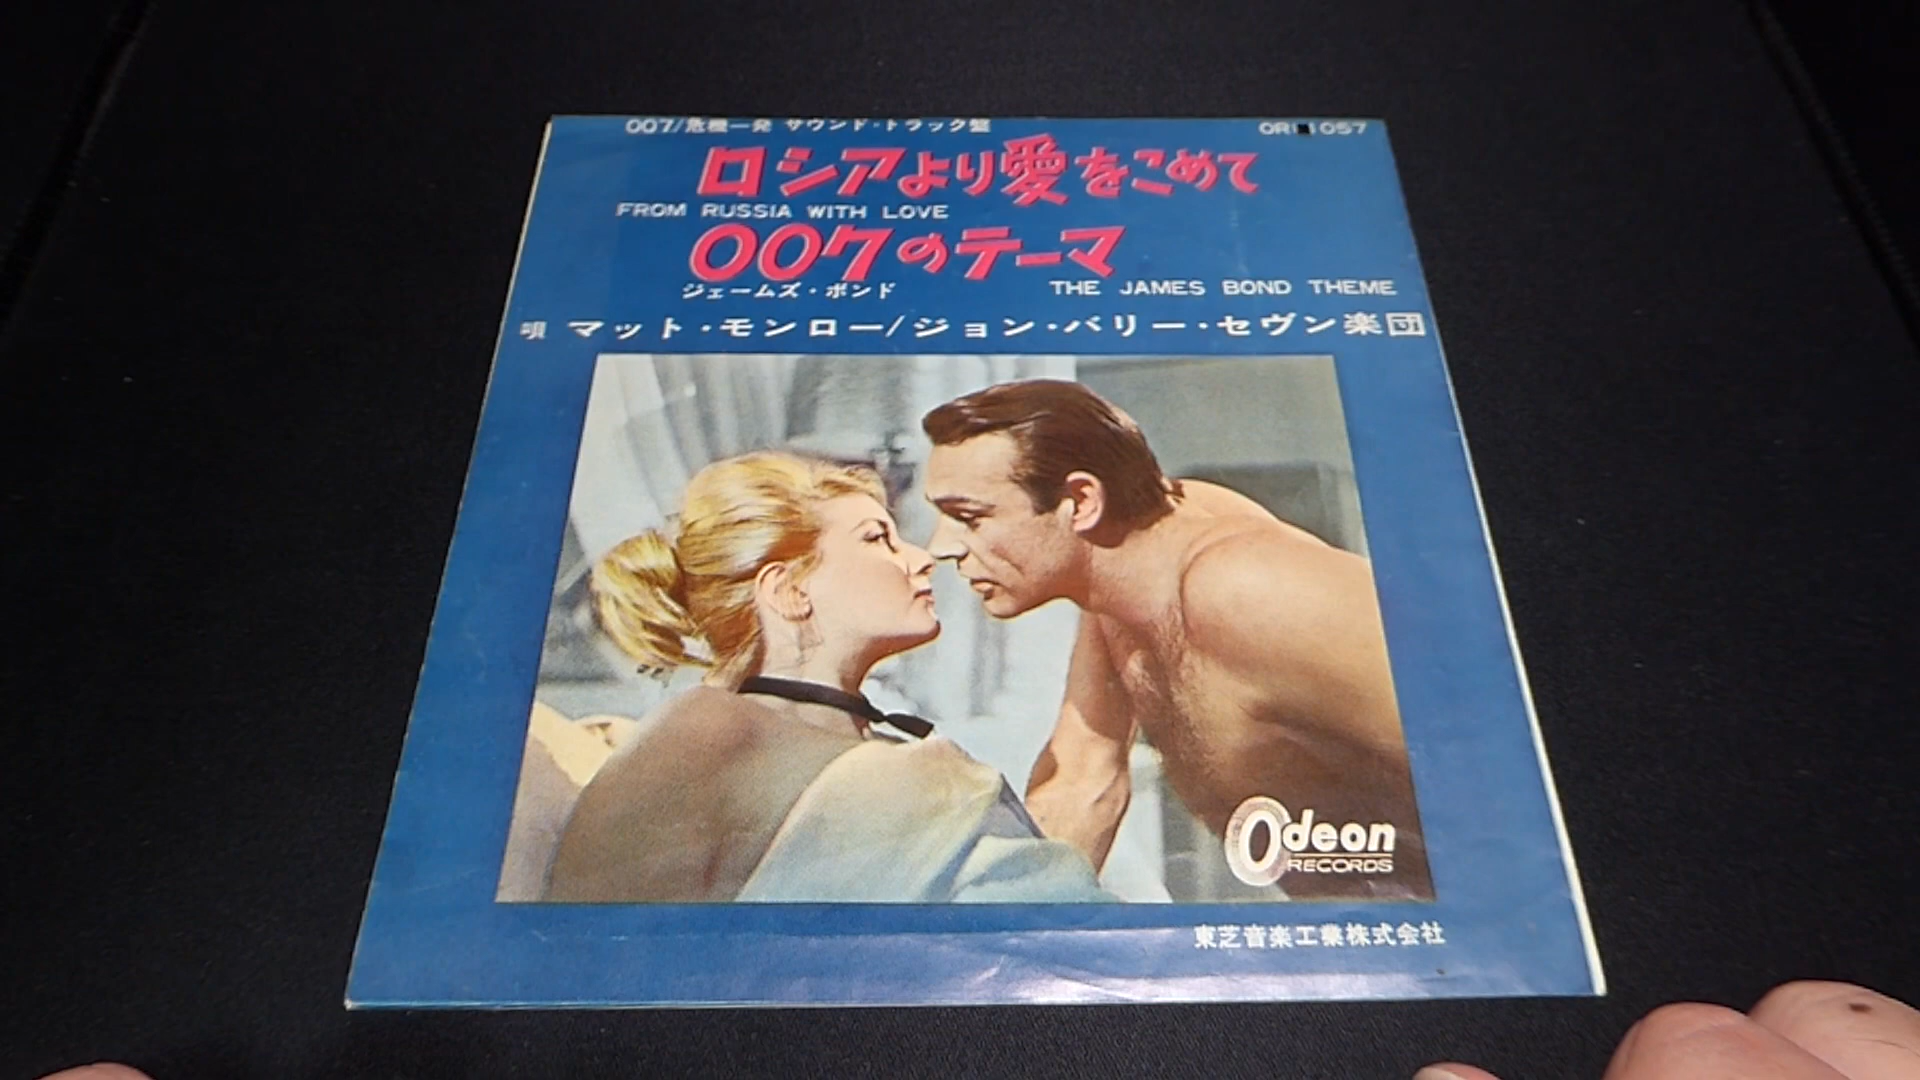 007/危機一発 サウンド・トラック盤
OR 1057
ロシアより愛をこめて
FROM RUSSIA WITH LOVE
007のテーマ
ジェームズ・ボンド
THE JAMES BOND THEME
唄 マット・モンロー/ジョン・バリー・セヴン楽団
Odeon
RECORDS
東芝音楽工業株式会社